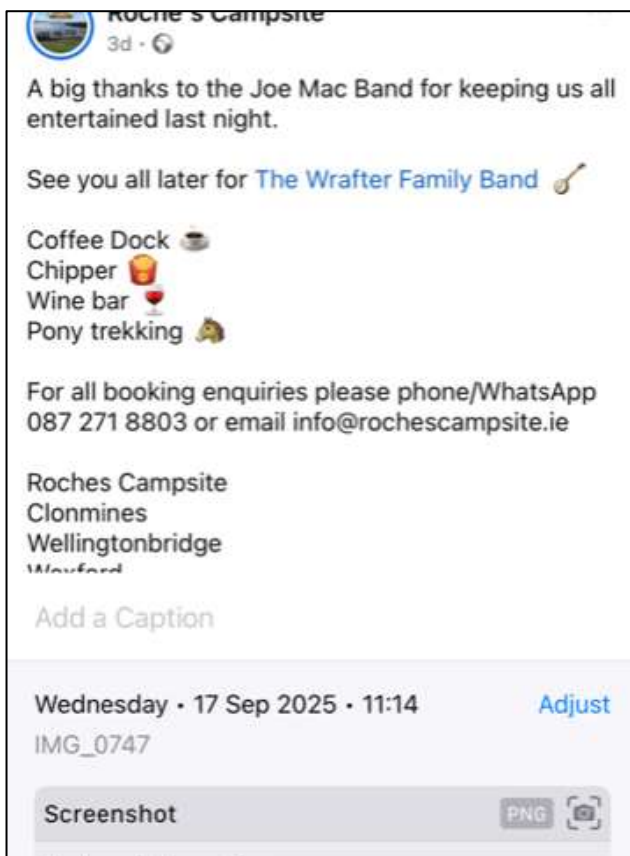 Roche's Campsite
3d
A big thanks to the Joe Mac Band for keeping us all
entertained last night.
See you all later for The Wrafter Family Band
Coffee Dock
Chipper
Wine bar
Pony trekking
For all booking enquiries please phone/WhatsApp
087 271 8803 or email info@rochescampsite.ie
Roches Campsite
Clonmines
Wellingtonbridge
Wexford
Add a Caption
Wednesday • 17 Sep 2025 • 11:14
Adjust
IMG_0747
Screenshot
PNG